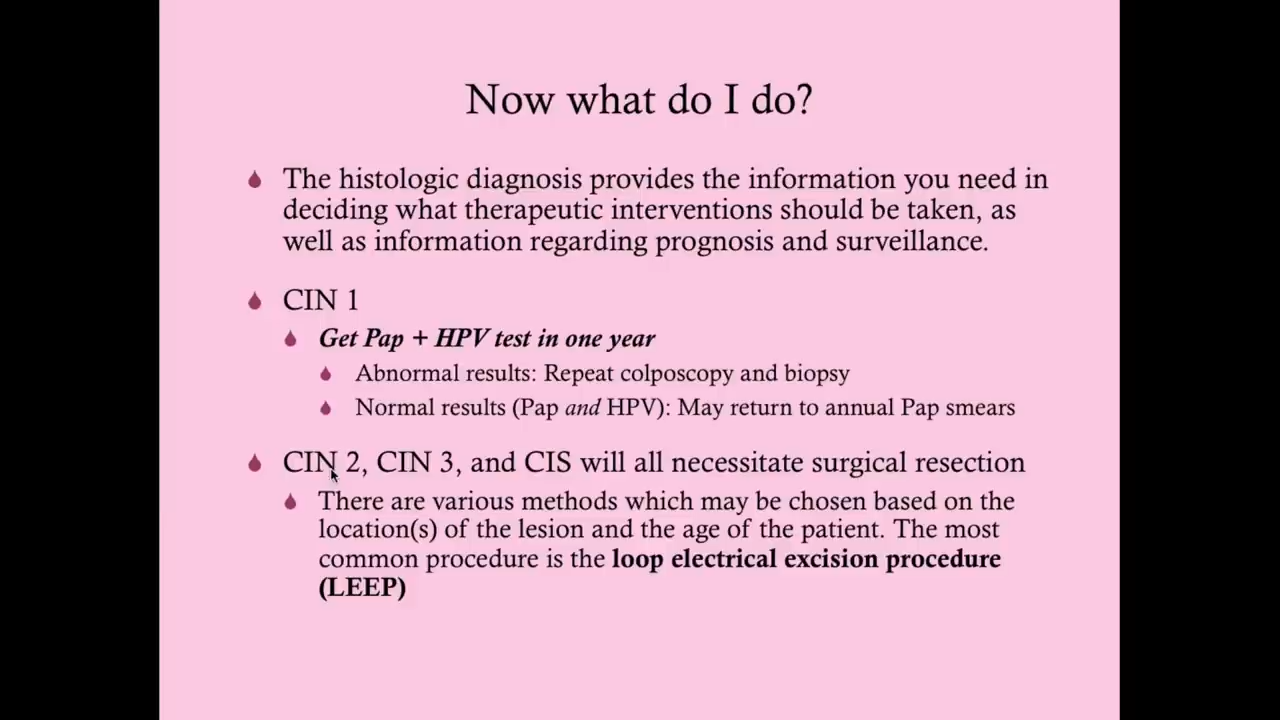 Now what do I do?
The histologic diagnosis provides the information you need in
deciding what therapeutic interventions should be taken, as
well as information regarding prognosis and surveillance.
CIN 1
Get Pap + HPV test in one year
Abnormal results: Repeat colposcopy and biopsy
Normal results (Pap and HPV): May return to annual Pap smears
CIN 2, CIN 3, and CIS will all necessitate surgical resection
There are various methods which may be chosen based on the
location(s) of the lesion and the age of the patient. The most
common procedure is the loop electrical excision procedure
(LEEP)